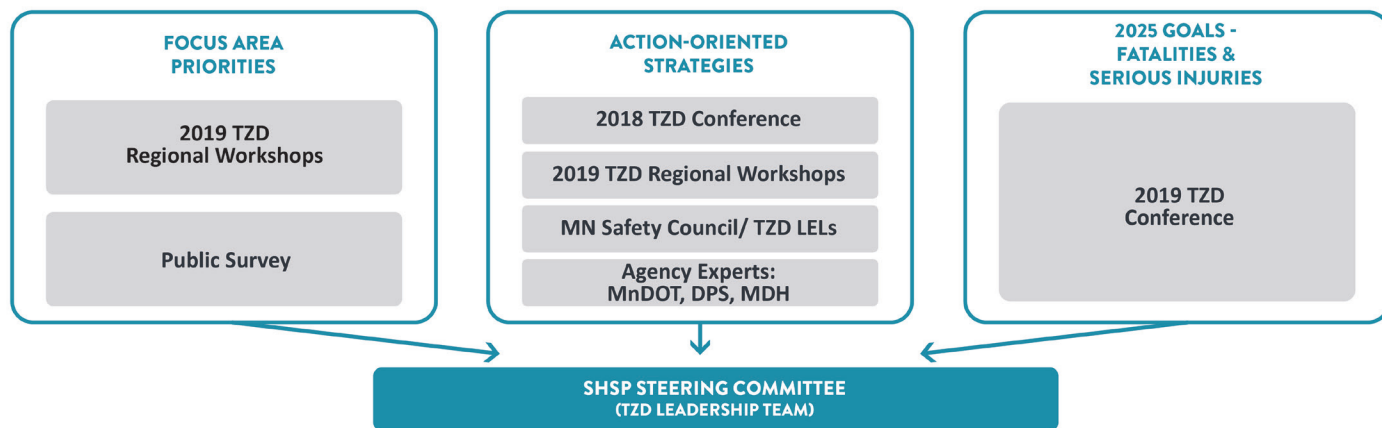 FOCUS AREA
PRIORITIES
2019 TZD
Regional Workshops
Public Survey
ACTION-ORIENTED
STRATEGIES
2018 TZD Conference
2019 TZD Regional Workshops
MN Safety Council/ TZD LELs
Agency Experts:
MnDOT, DPS, MDH
2025 GOALS -
FATALITIES &
SERIOUS INJURIES
2019 TZD
Conference
SHSP STEERING COMMITTEE
(TZD LEADERSHIP TEAM)